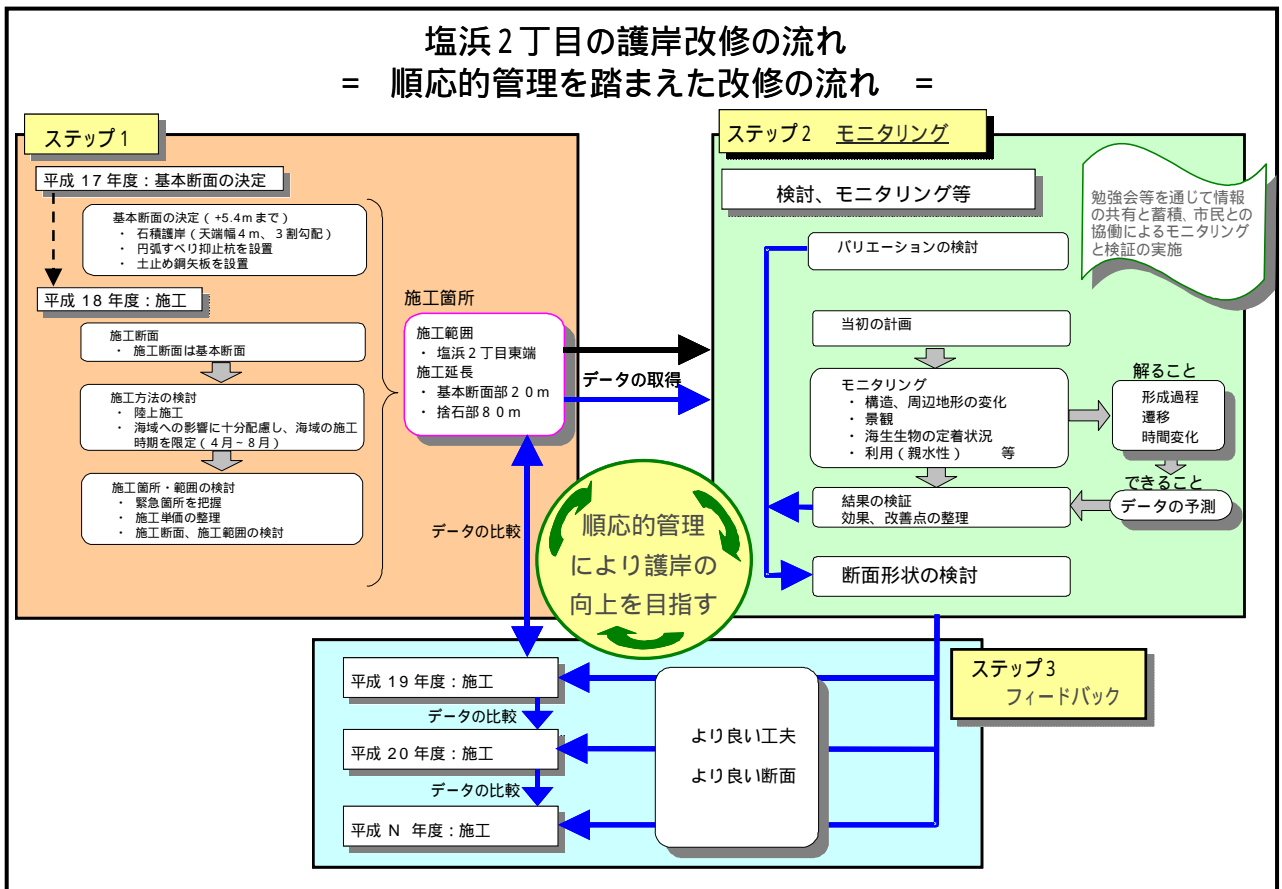 塩浜2丁目の護岸改修の流れ
= 順応的管理を踏まえた改修の流れ =
ステップ1
平成 17 年度：基本断面の決定
基本断面の決定（+5.4mまで）
・ 石積護岸（天端幅4m、3割勾配）
・ 円弧すべり抑止杭を設置
・ 土止め鋼矢板を設置
平成 18 年度：施工
施工断面
・ 施工断面は基本断面
施工方法の検討
・ 陸上施工
・ 海域への影響に十分配慮し、海域の施工
時期を限定（4月～8月）
施工箇所・範囲の検討
・ 緊急箇所を把握
・ 施工単価の整理
・ 施工断面、施工範囲の検討
施工箇所
施工範囲
・ 塩浜2丁目東端
施工延長
・ 基本断面部20m
・ 捨石部80m
データの取得
データの比較
ステップ2 モニタリング
検討、モニタリング等
勉強会等を通じて情報
の共有と蓄積、市民との
協働によるモニタリング
と検証の実施
バリエーションの検討
当初の計画
モニタリング
・ 構造、周辺地形の変化
・ 景観
・ 海生生物の定着状況
・ 利用（親水性） 等
解ること
形成過程
遷移
時間変化
できること
データの予測
結果の検証
効果、改善点の整理
断面形状の検討
順応的管理
により護岸の
向上を目指す
ステップ3
フィードバック
平成 19 年度：施工
データの比較
平成 20 年度：施工
データの比較
平成 N 年度：施工
より良い工夫
より良い断面